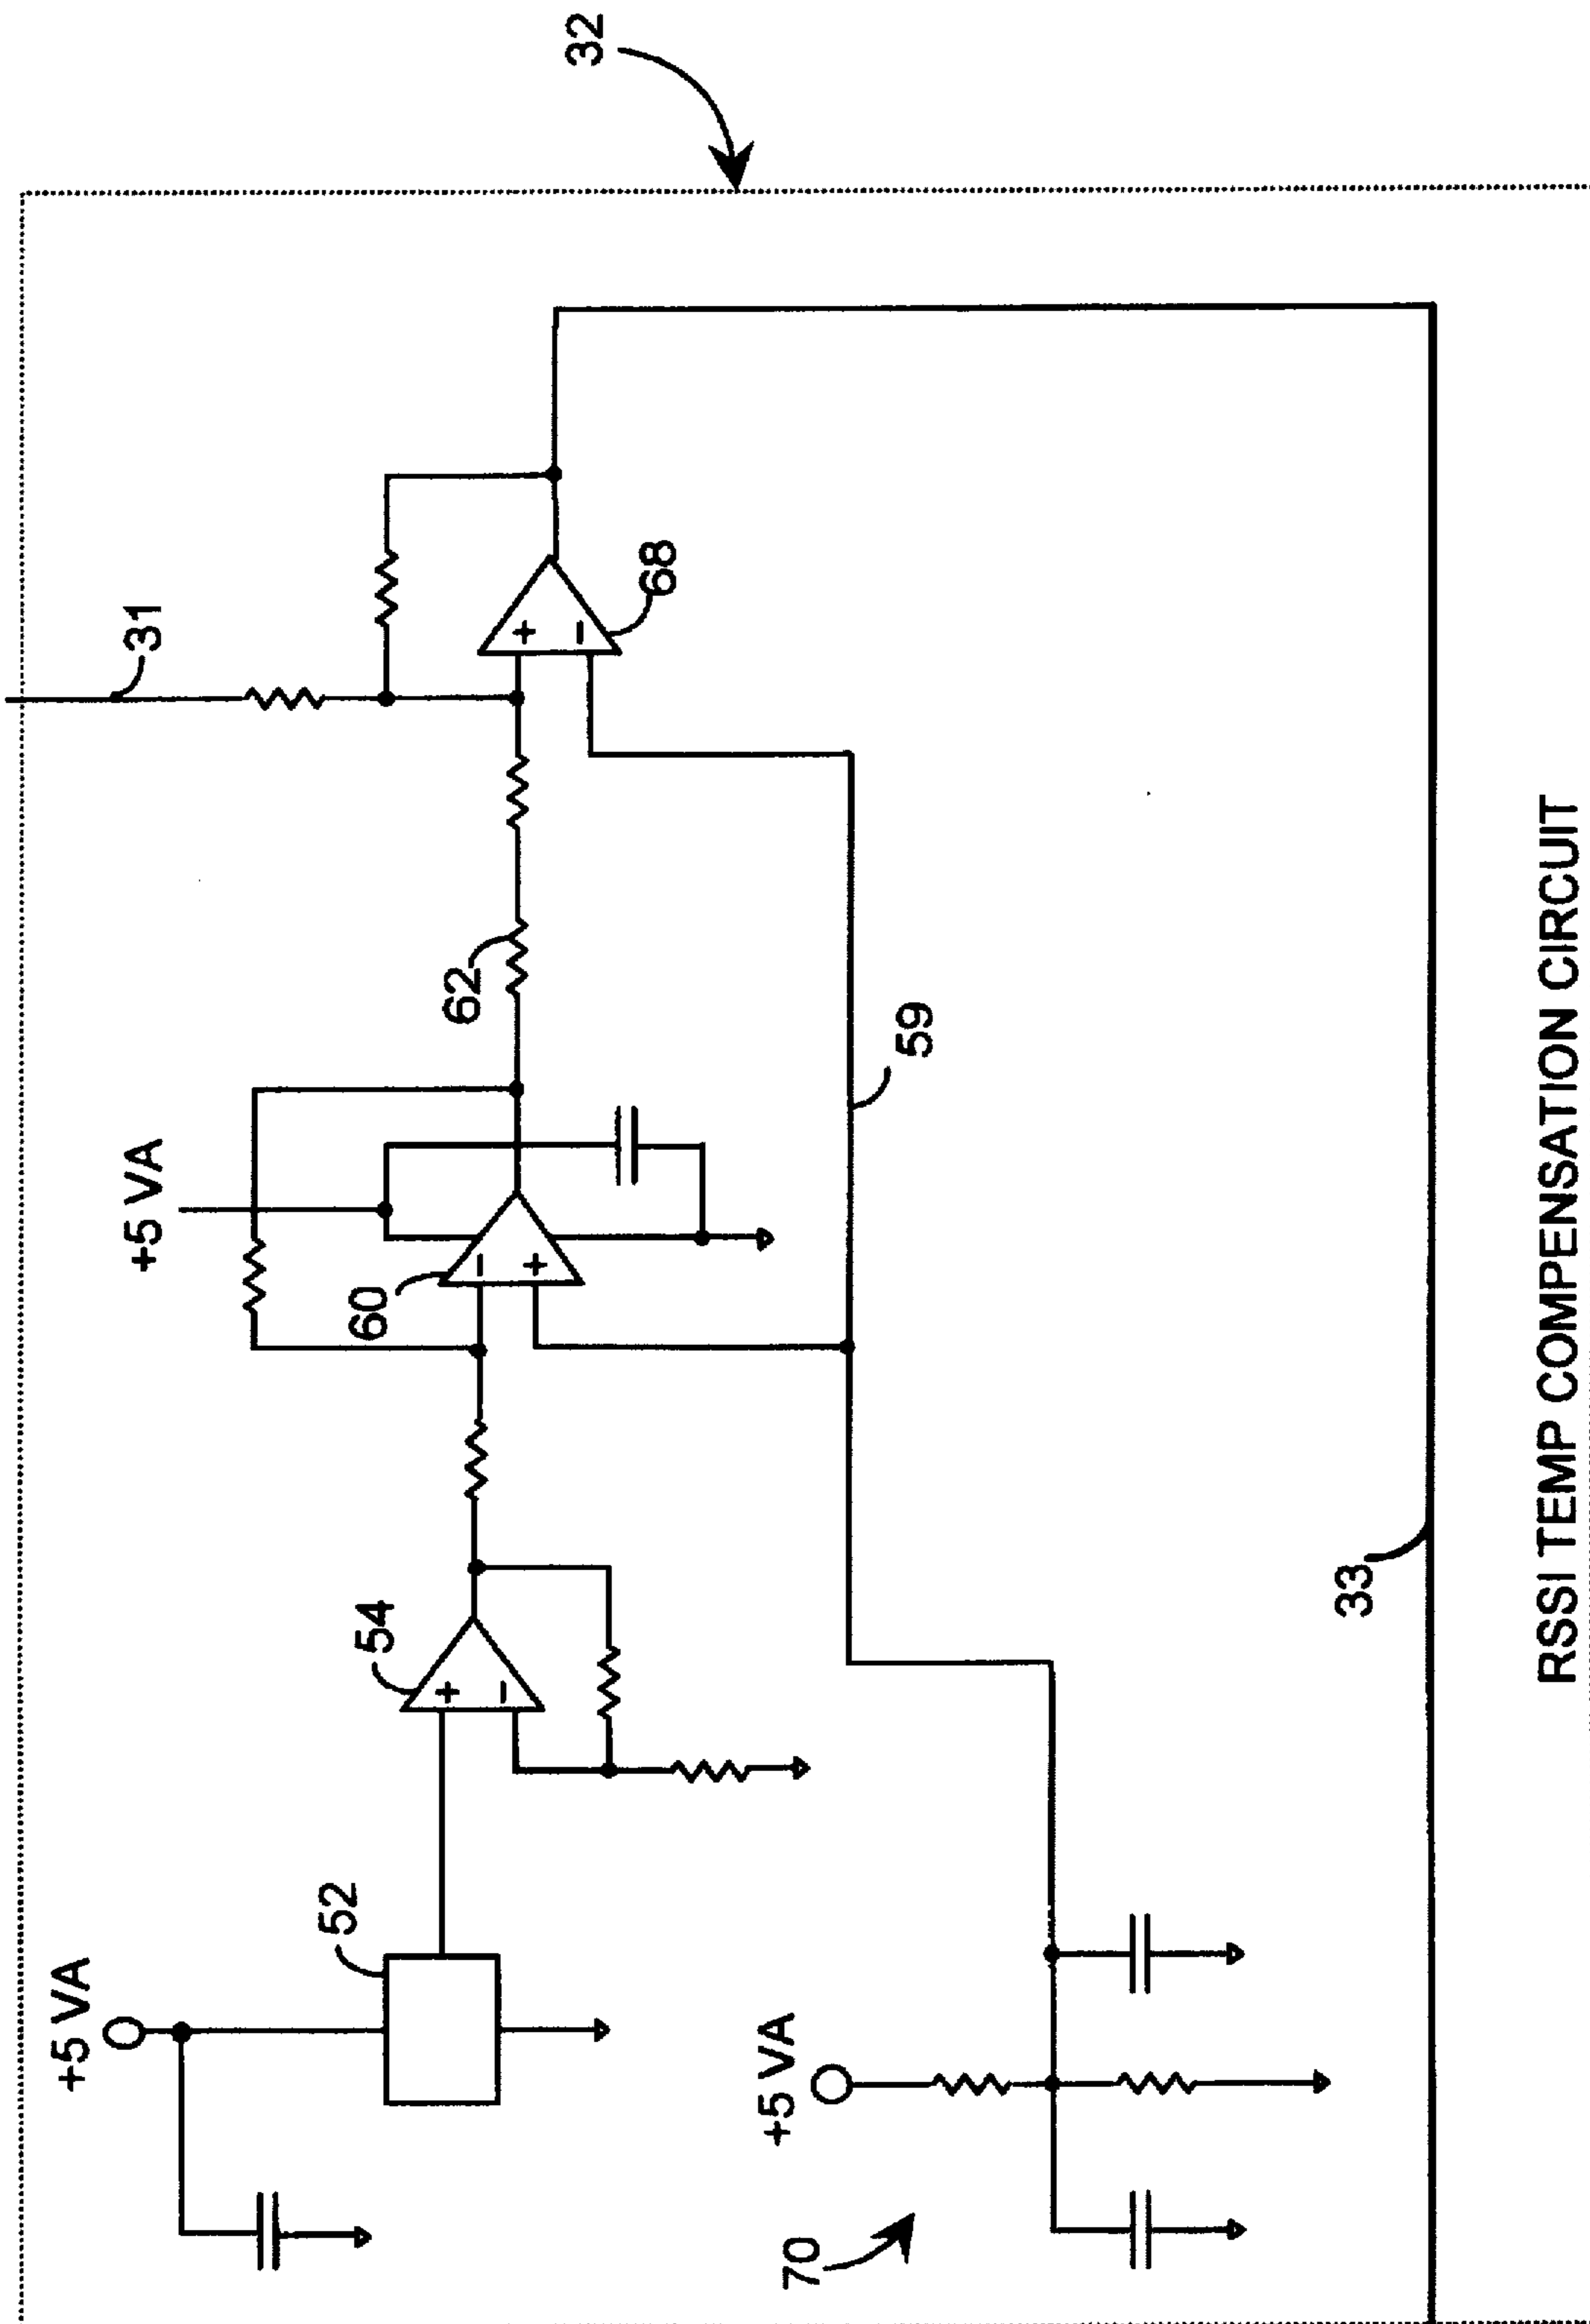 32
31
+5 VA
68
62
60
54
59
+5 VA
52
+5 VA
33
70
RSSI TEMP COMPENSATION CIRCUIT